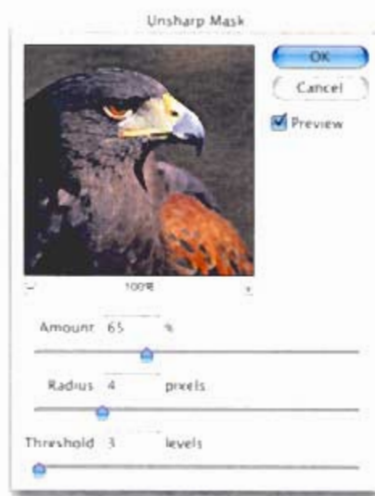 Unsharp Mask
OK
Cancel
Preview
100%
Amount 65 %
Radius 4 pixels
Threshold 3 levels